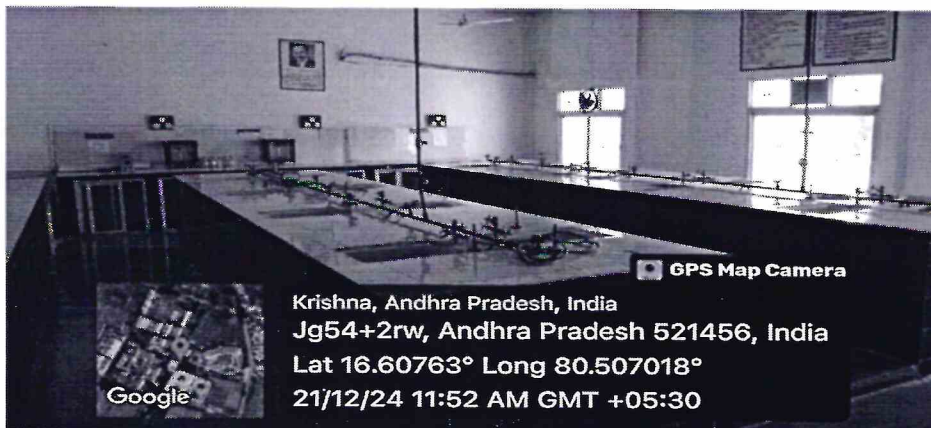 GPS Map Camera
Krishna, Andhra Pradesh, India
Jg54+2rw, Andhra Pradesh 521456, India
Lat 16.60763° Long 80.507018°
21/12/24 11:52 AM GMT +05:30
Google